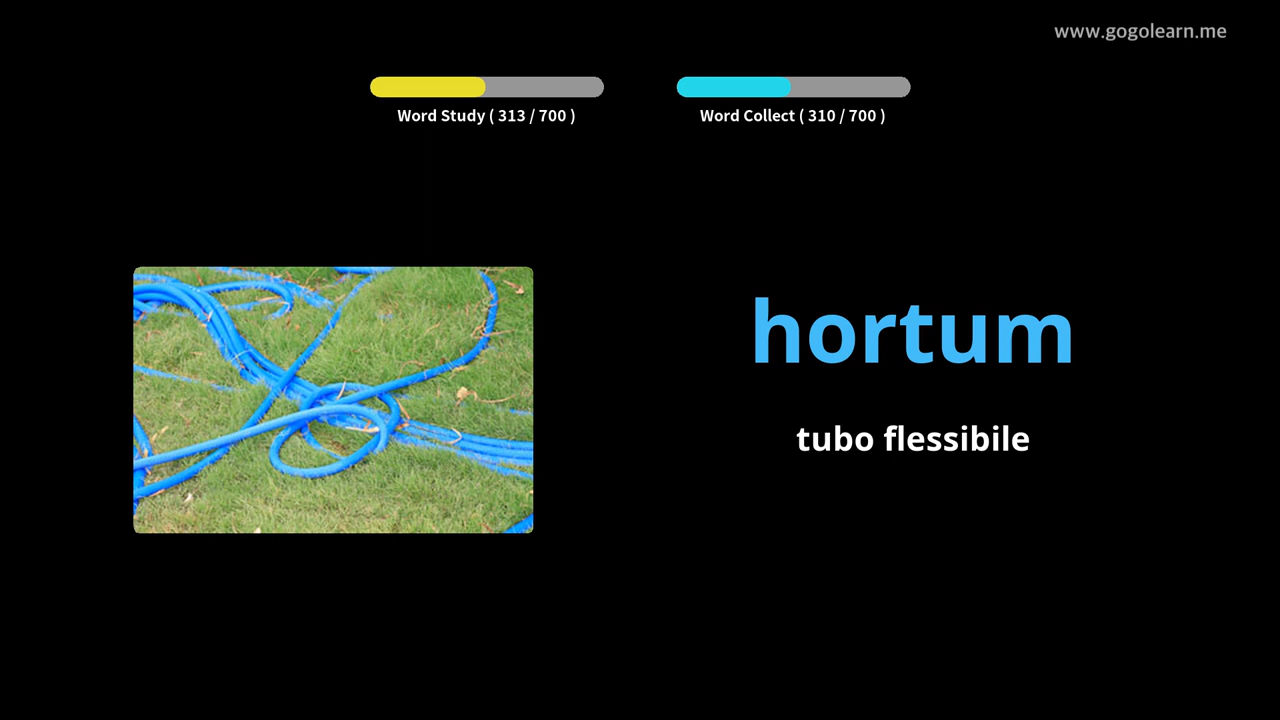 www.gogolearn.me
Word Study ( 313 / 700 )
Word Collect ( 310 / 700 )
hortum
tubo flessibile